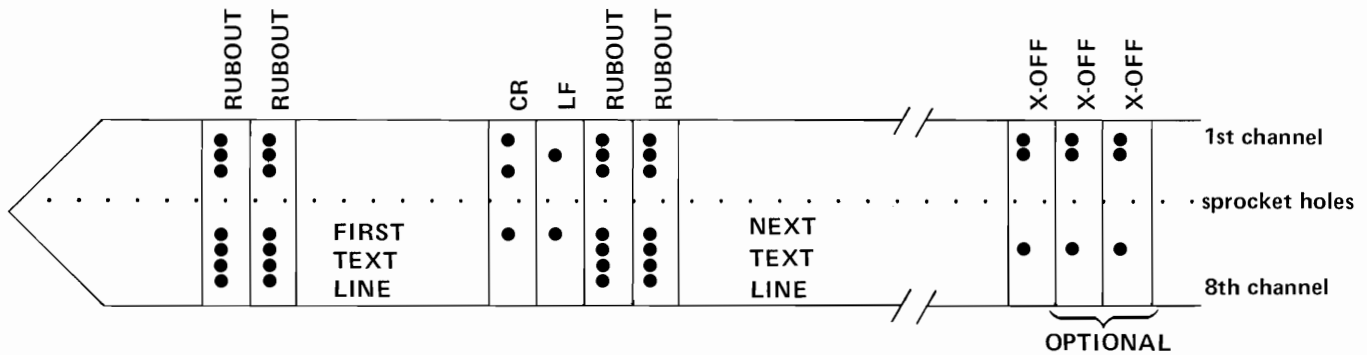 RUBOUT
RUBOUT
CR
LF
RUBOUT
RUBOUT
X-OFF
X-OFF
X-OFF
1st channel
sprocket holes
FIRST
TEXT
LINE
NEXT
TEXT
LINE
8th channel
OPTIONAL